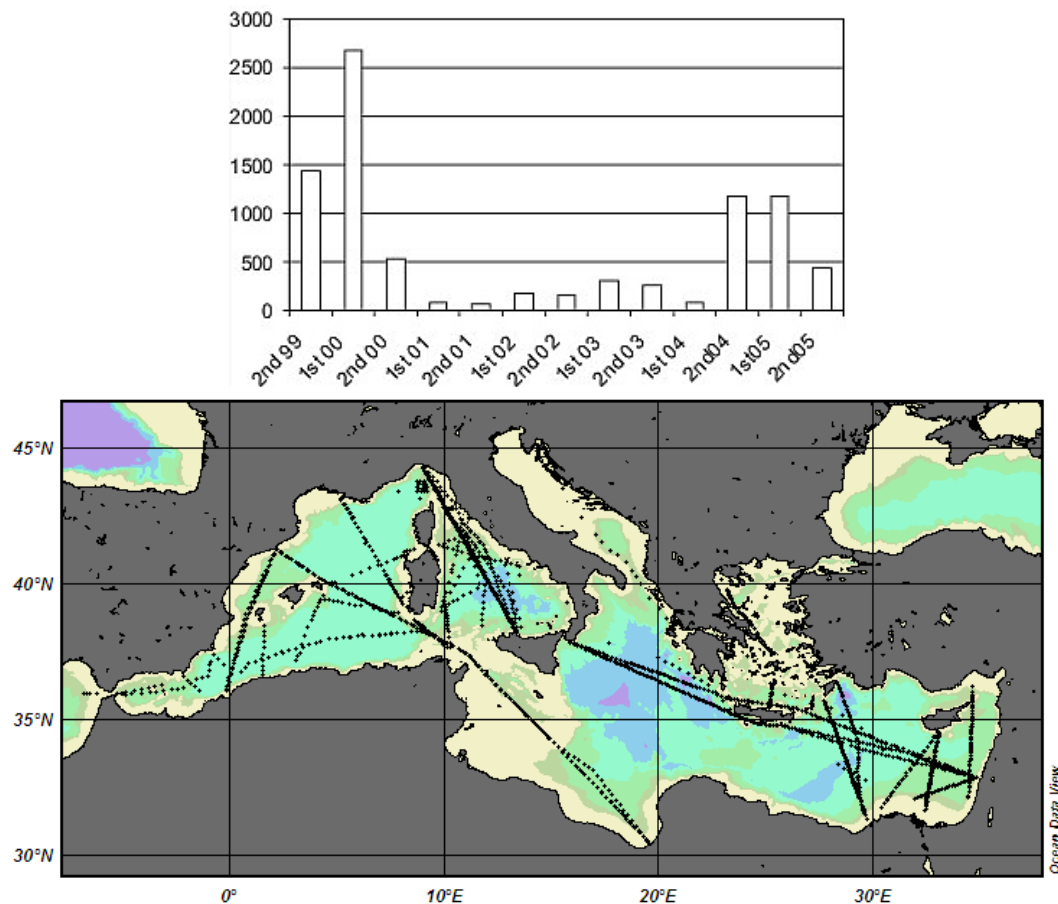 3000
2500
2000
1500
1000
500
0
2nd 99
1st 00
2nd 00
1st 01
2nd 01
1st 02
2nd 02
1st 03
2nd 03
1st 04
2nd04
1st05
2nd05
45°N
40°N
35°N
30°N
0°
10°E
20°E
30°E
Ocean Data View